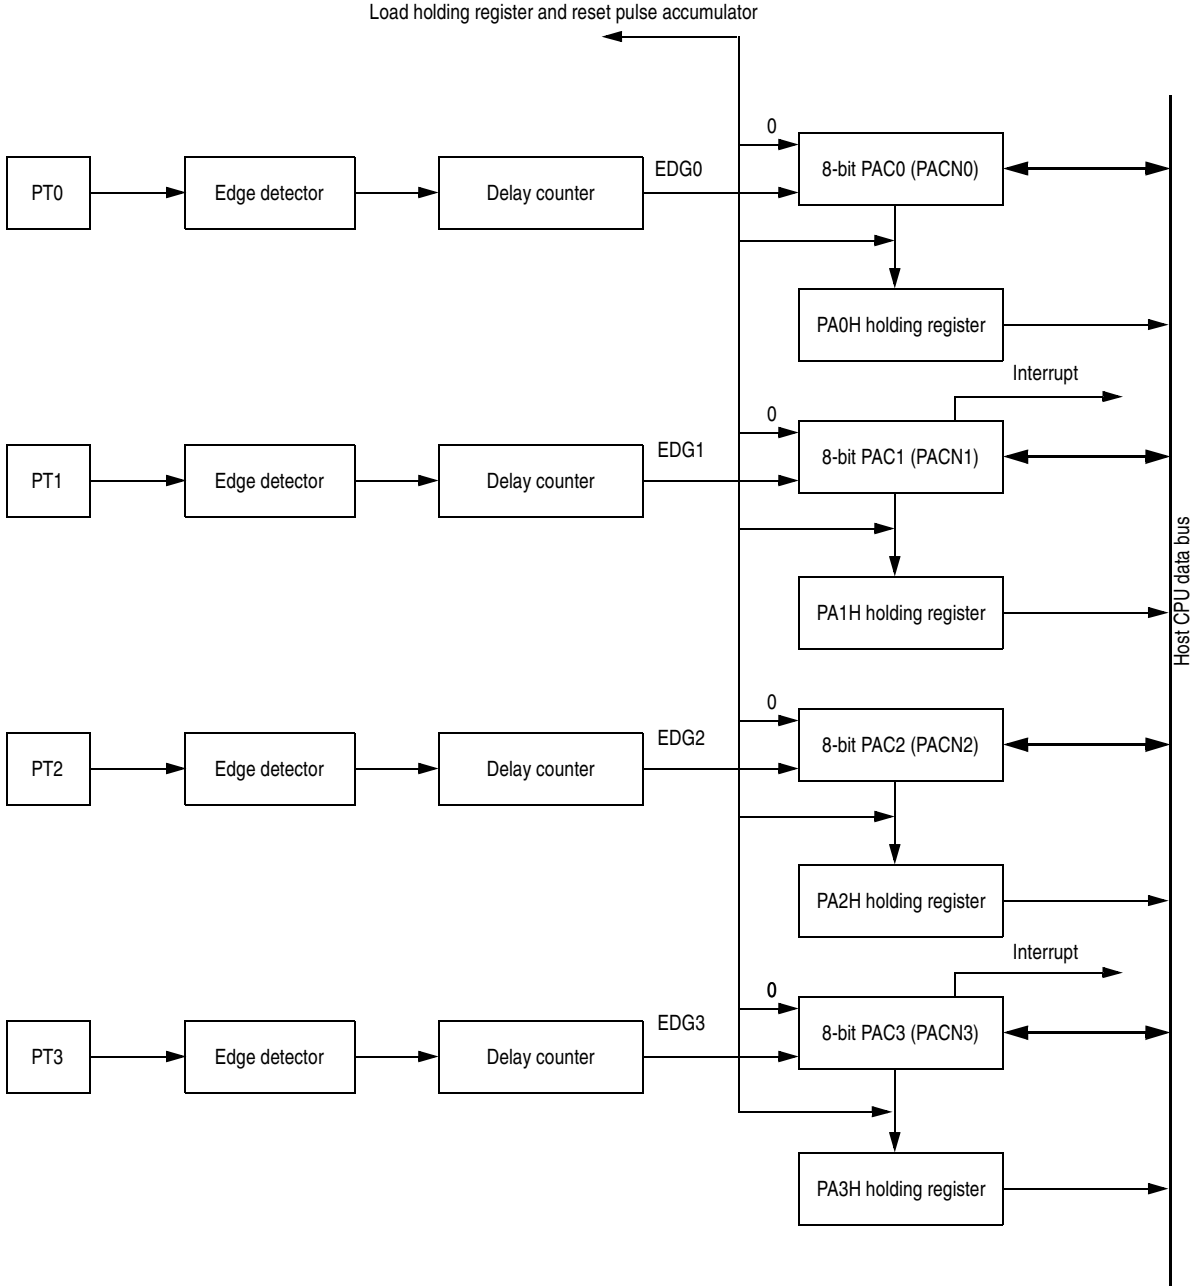 Load holding register and reset pulse accumulator
0
PT0
Edge detector
Delay counter
EDG0
8-bit PAC0 (PACN0)
PA0H holding register
Interrupt
0
PT1
Edge detector
Delay counter
EDG1
8-bit PAC1 (PACN1)
PA1H holding register
Host CPU data bus
0
PT2
Edge detector
Delay counter
EDG2
8-bit PAC2 (PACN2)
PA2H holding register
Interrupt
0
PT3
Edge detector
Delay counter
EDG3
8-bit PAC3 (PACN3)
PA3H holding register